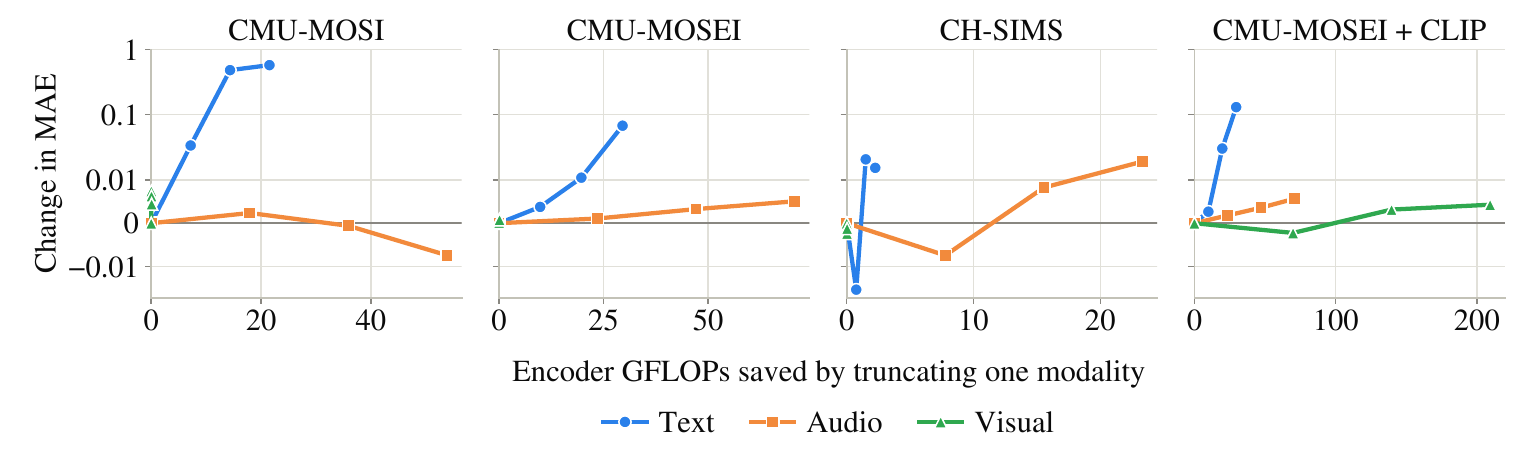 CMU-MOSI CMU-MOSEI CH-SIMS CMU-MOSEI + CLIP
Change in MAE
1
0.1
0.01
0
−0.01
0 20 40 0 25 50 0 10 20 0 100 200
Encoder GFLOPs saved by truncating one modality
Text Audio Visual